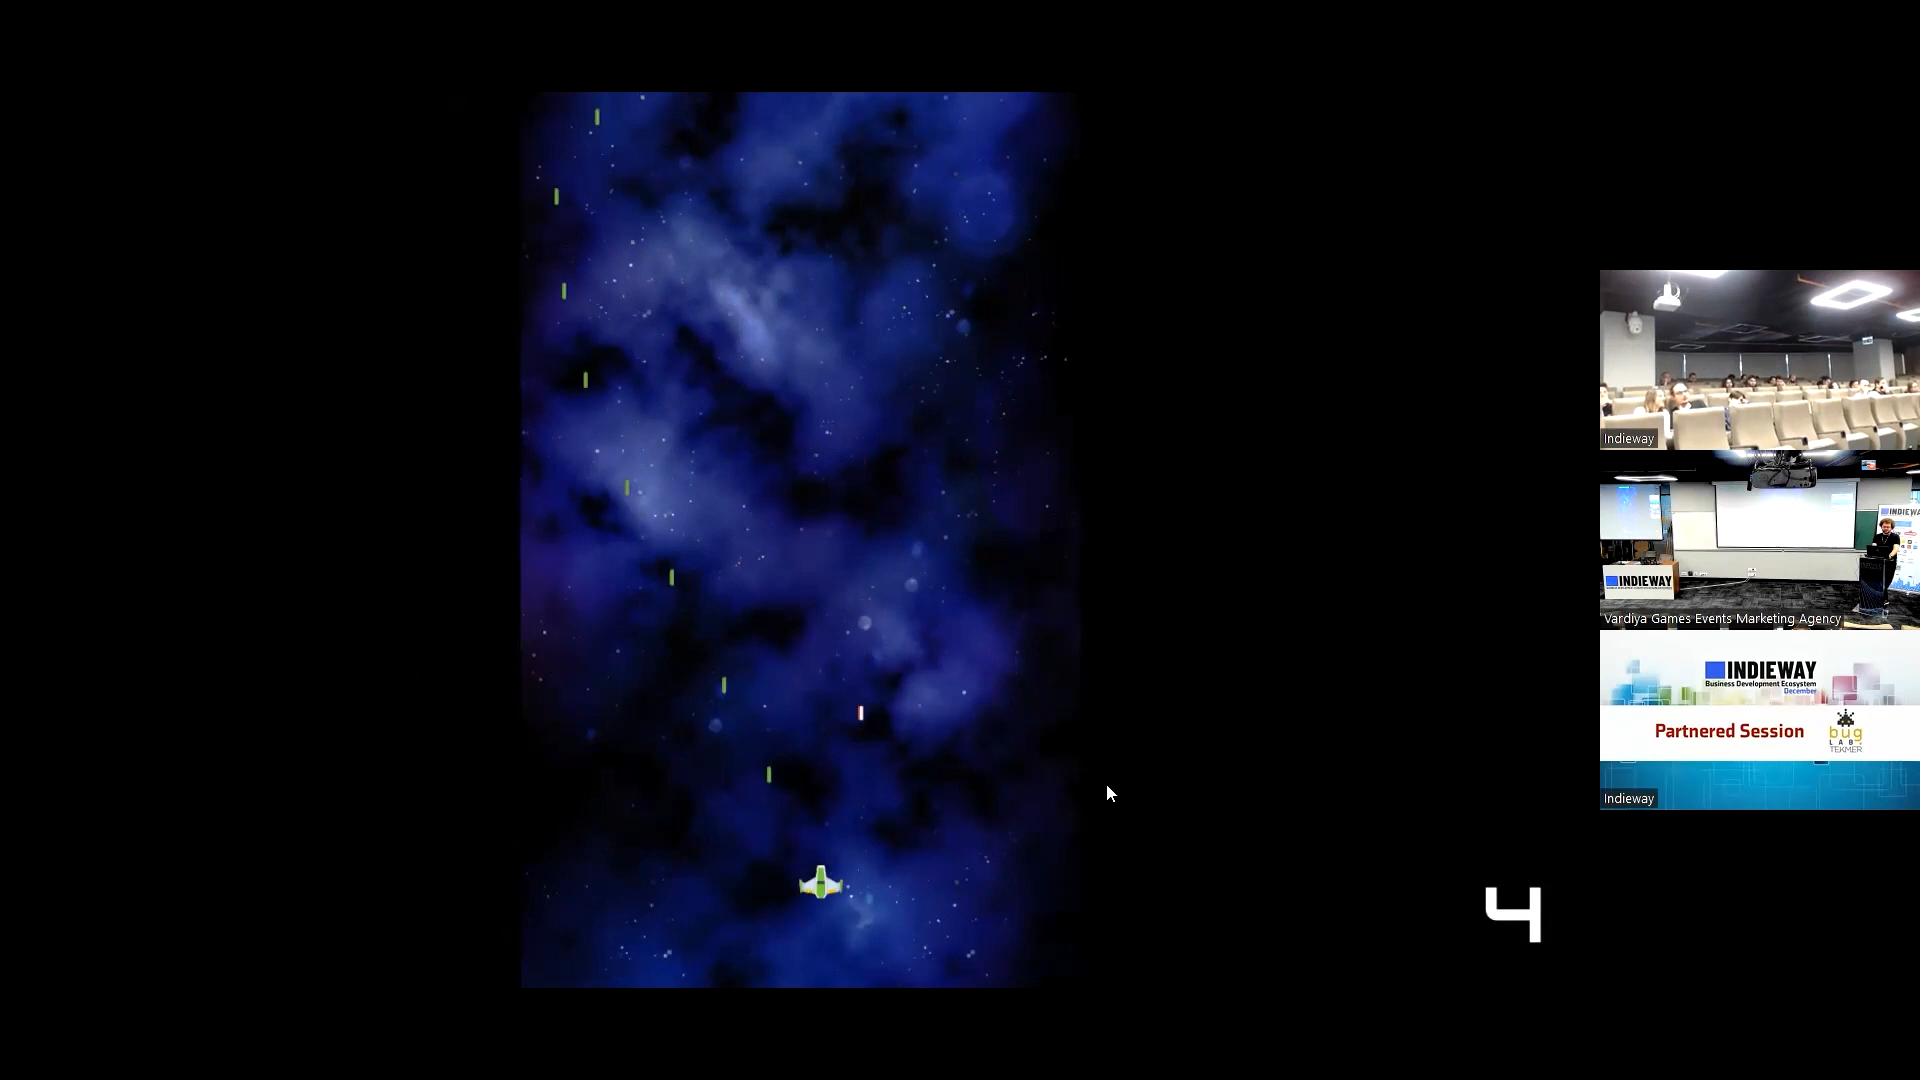 4
Indieway
INDIEWAY
INDIEWAY
Vardiya Games Events Marketing Agency
INDIEWAY
Business Development Ecosystem
December
Partnered Session
bug
LAB
TEKMER
Indieway